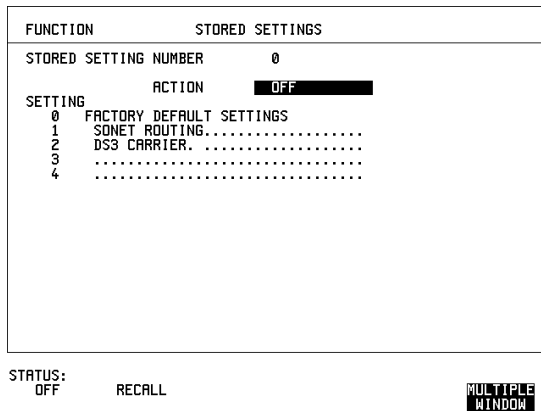 FUNCTION STORED SETTINGS
STORED SETTING NUMBER 0
ACTION OFF
SETTING
0 FACTORY DEFAULT SETTINGS
1 SONET ROUTING...................
2 DS3 CARRIER. ...................
3 ................................
4 ................................
STATUS:
OFF RECALL MULTIPLE
WINDOW